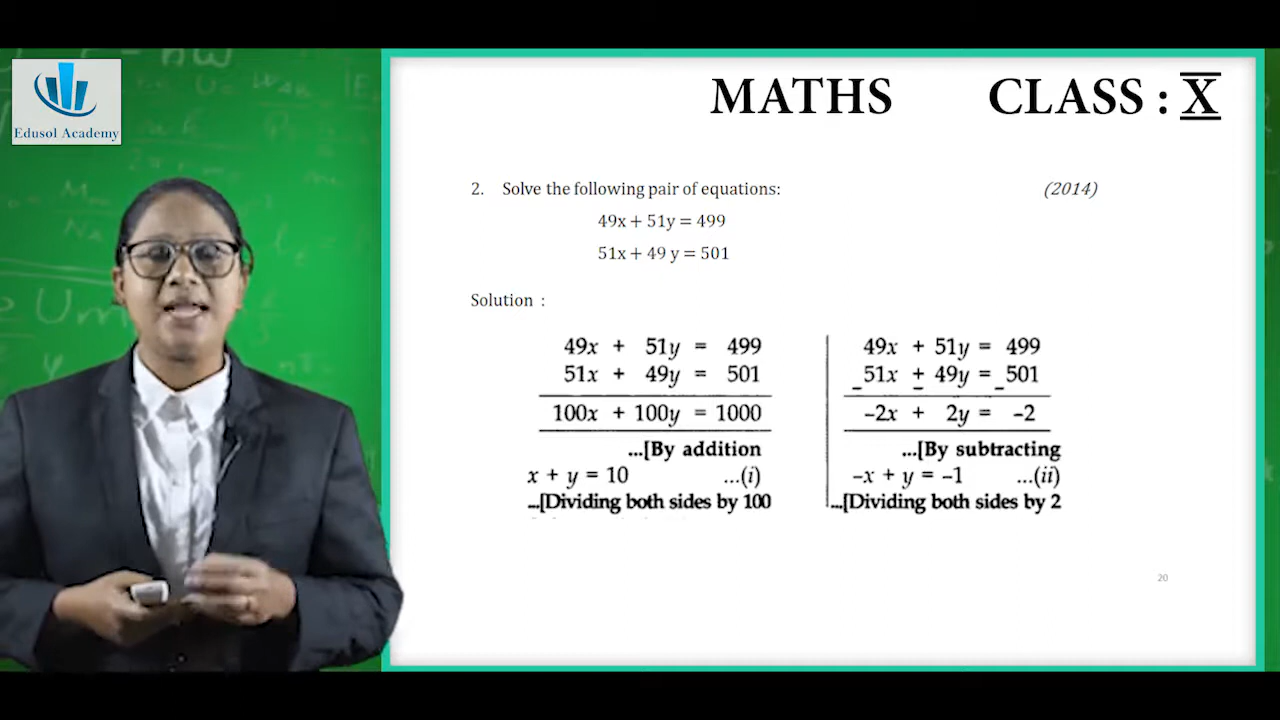 Edusol Academy
MATHS CLASS : X
2. Solve the following pair of equations: (2014)
49x + 51y = 499
51x + 49 y = 501
Solution :
49x + 51y = 499
51x + 49y = 501
100x + 100y = 1000
...[By addition
x + y = 10 ...(i)
...[Dividing both sides by 100
49x + 51y = 499
_51x + 49y = _501
-2x + 2y = -2
...[By subtracting
-x + y = -1 ...(ii)
...[Dividing both sides by 2
20